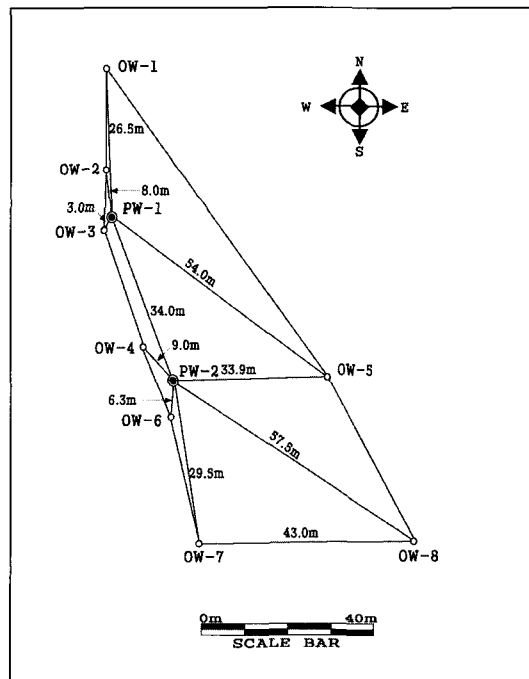 OW-1
N
W E
S
26.5m
OW-2
8.0m
3.0m
PW-1
OW-3
54.0m
34.0m
OW-4
9.0m
PW-2
33.9m
OW-5
6.3m
OW-6
57.5m
29.5m
43.0m
OW-7
OW-8
0m 40m
SCALE BAR